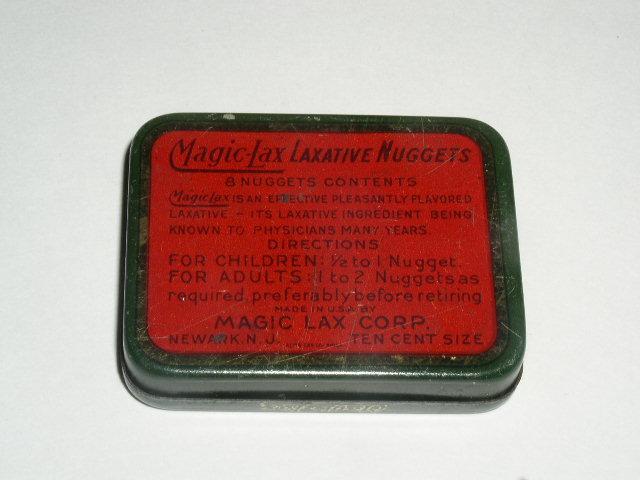 Magic-Lax LAXATIVE NUGGETS
8 NUGGETS CONTENTS
Magic Lax IS AN EFFECTIVE PLEASANTLY FLAVORED
LAXATIVE - ITS LAXATIVE INGREDIENT BEING
KNOWN TO PHYSICIANS MANY YEARS.
DIRECTIONS
FOR CHILDREN: ½ to 1 Nugget.
FOR ADULTS: 1 to 2 Nuggets as
required, preferably before retiring
MADE IN U.S.A. BY
MAGIC LAX CORP.
NEWARK. N. J. TEN CENT SIZE